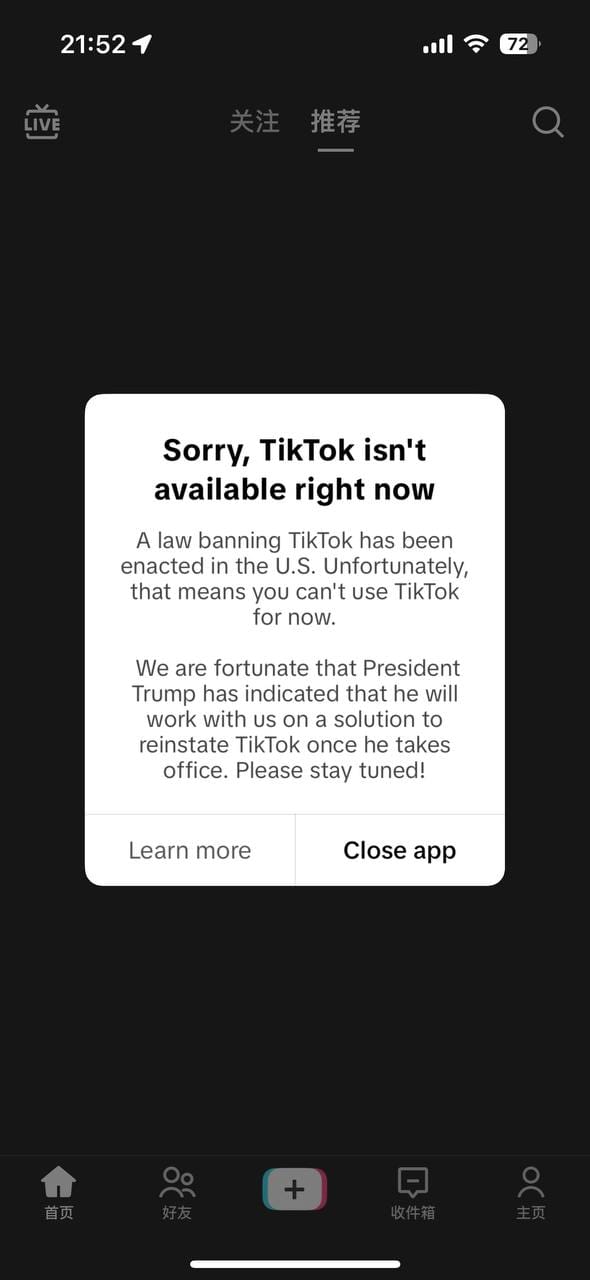 21:52
72
LIVE
关注 推荐
Sorry, TikTok isn't
available right now
A law banning TikTok has been
enacted in the U.S. Unfortunately,
that means you can't use TikTok
for now.
We are fortunate that President
Trump has indicated that he will
work with us on a solution to
reinstate TikTok once he takes
office. Please stay tuned!
Learn more
Close app
首页
好友
收件箱
主页